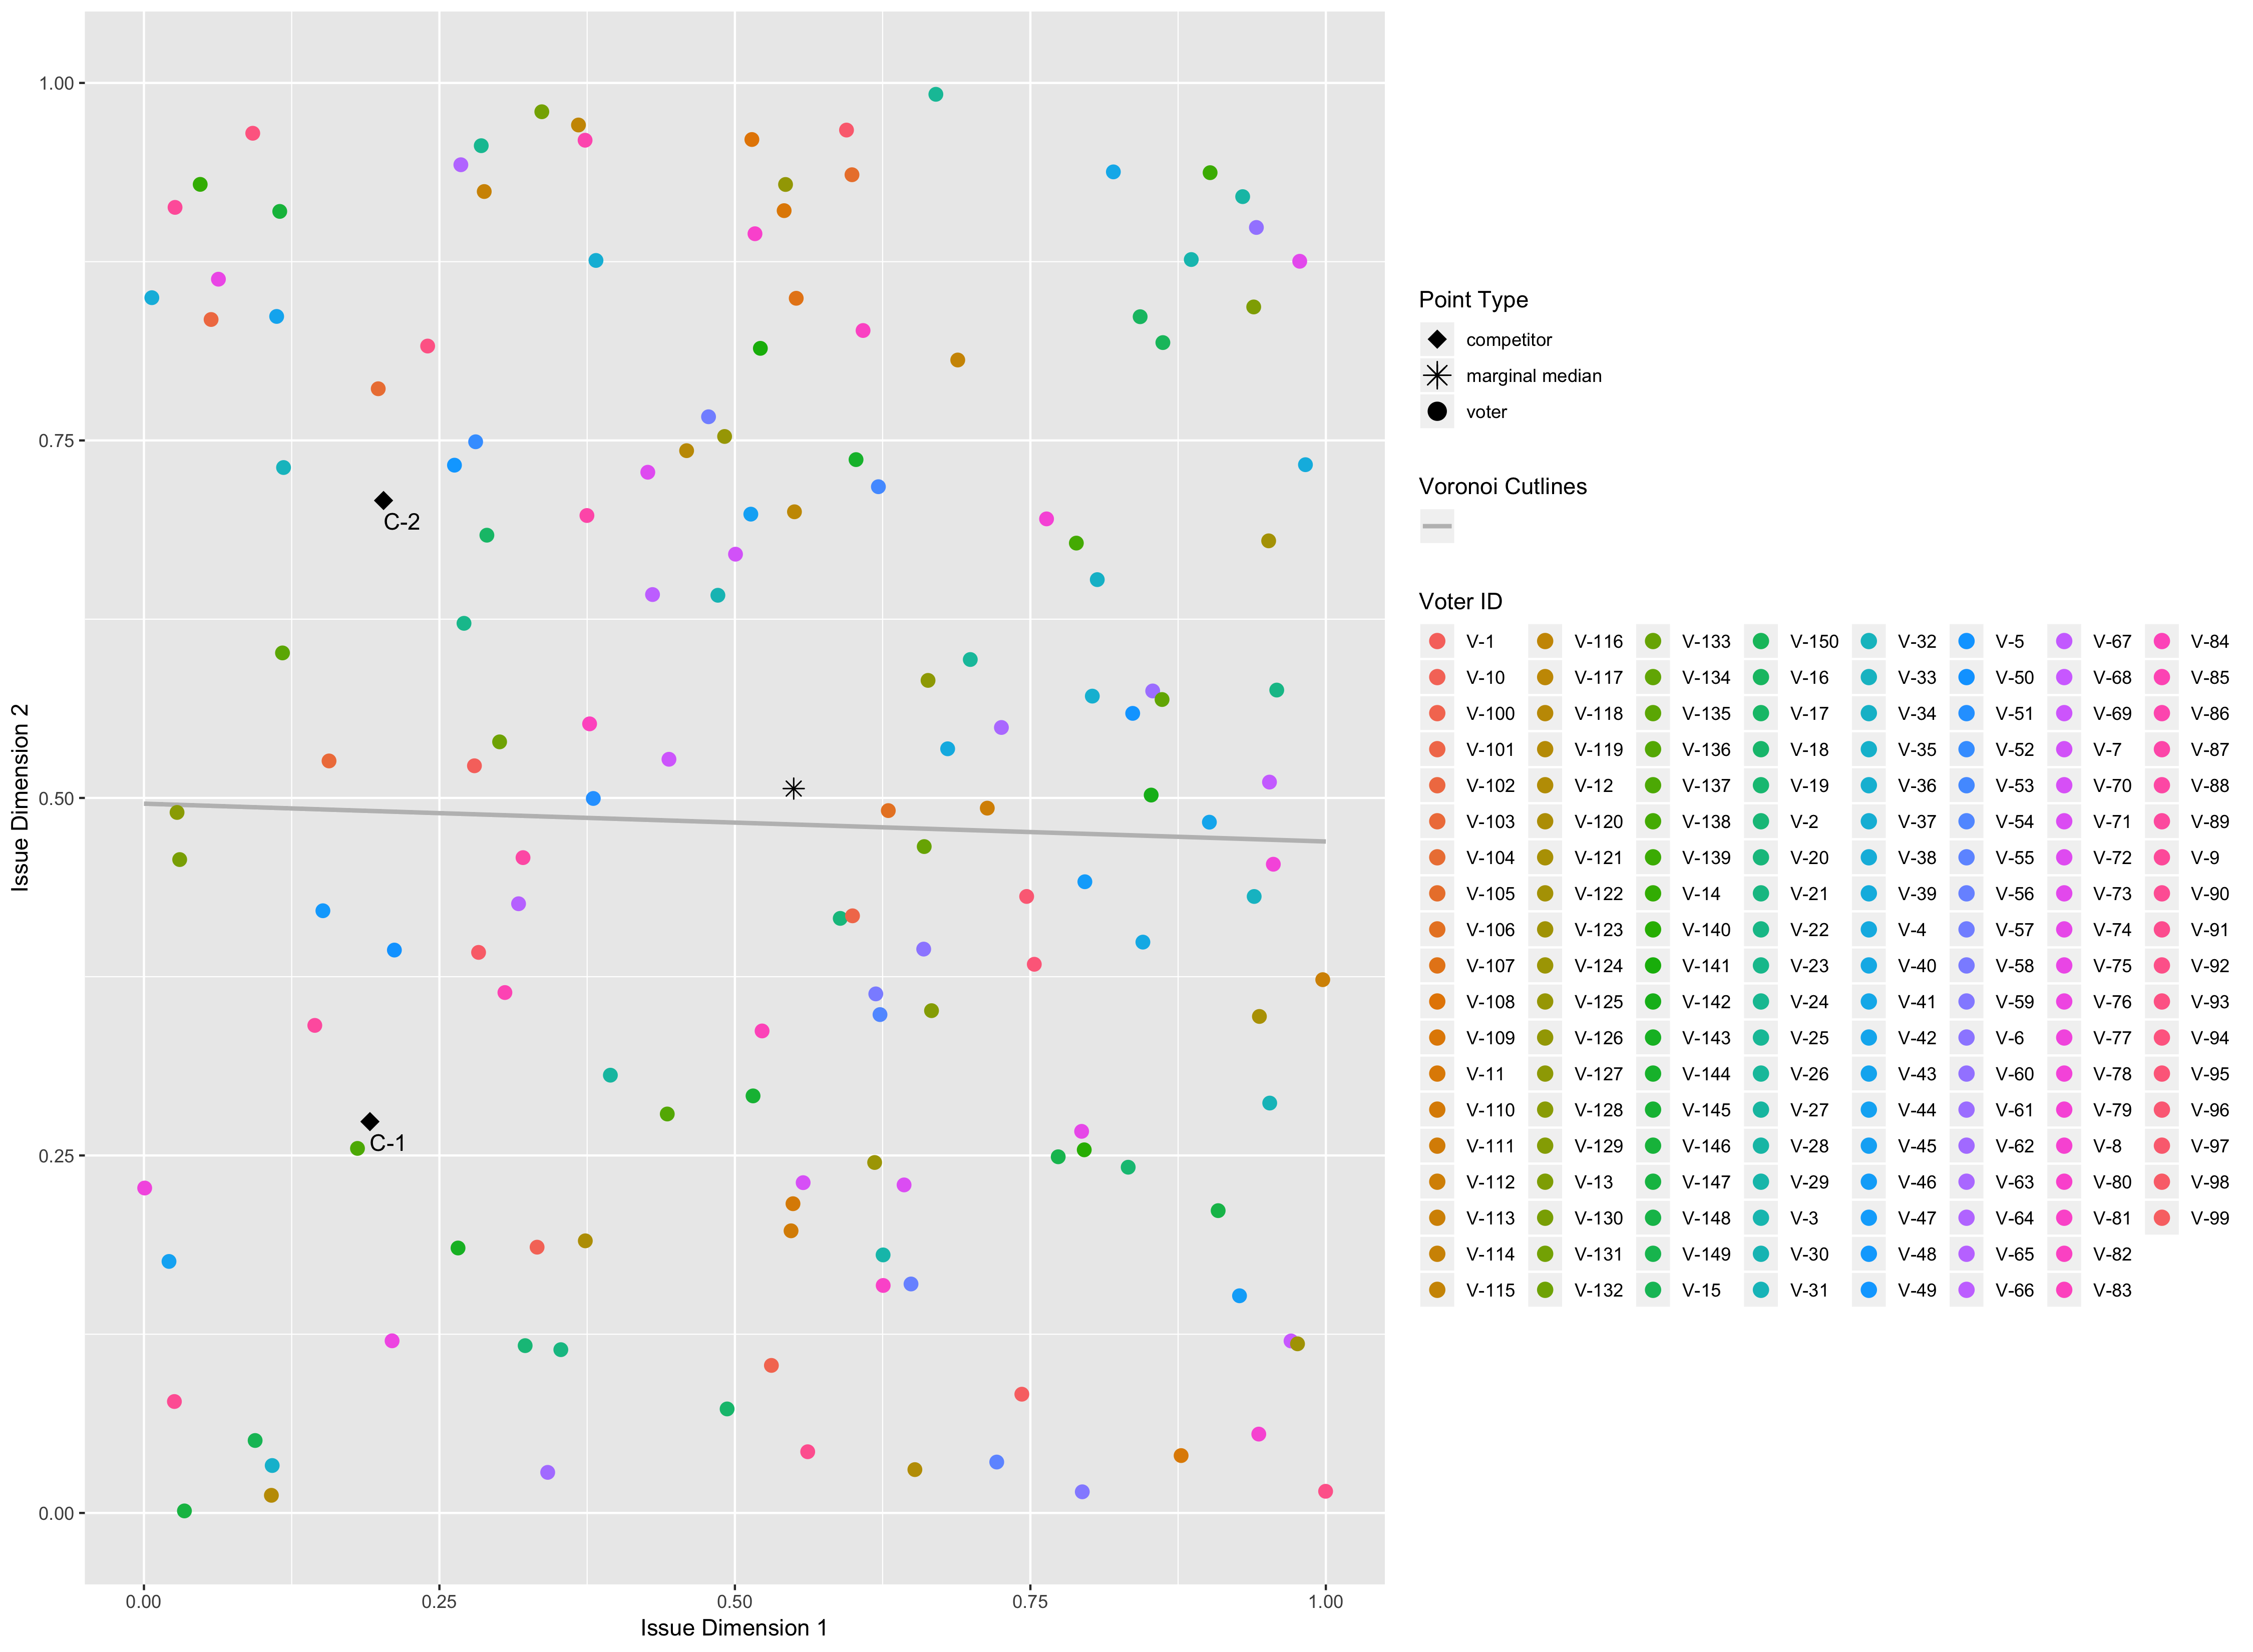 1.00
0.75
0.50
0.25
0.00
Issue Dimension 2
C-2
C-1
0.00 0.25 0.50 0.75 1.00
Issue Dimension 1
Point Type
competitor
marginal median
voter
Voronoi Cutlines
Voter ID
V-1 V-116 V-133 V-150 V-32 V-5 V-67 V-84
V-10 V-117 V-134 V-16 V-33 V-50 V-68 V-85
V-100 V-118 V-135 V-17 V-34 V-51 V-69 V-86
V-101 V-119 V-136 V-18 V-35 V-52 V-7 V-87
V-102 V-12 V-137 V-19 V-36 V-53 V-70 V-88
V-103 V-120 V-138 V-2 V-37 V-54 V-71 V-89
V-104 V-121 V-139 V-20 V-38 V-55 V-72 V-9
V-105 V-122 V-14 V-21 V-39 V-56 V-73 V-90
V-106 V-123 V-140 V-22 V-4 V-57 V-74 V-91
V-107 V-124 V-141 V-23 V-40 V-58 V-75 V-92
V-108 V-125 V-142 V-24 V-41 V-59 V-76 V-93
V-109 V-126 V-143 V-25 V-42 V-6 V-77 V-94
V-11 V-127 V-144 V-26 V-43 V-60 V-78 V-95
V-110 V-128 V-145 V-27 V-44 V-61 V-79 V-96
V-111 V-129 V-146 V-28 V-45 V-62 V-8 V-97
V-112 V-13 V-147 V-29 V-46 V-63 V-80 V-98
V-113 V-130 V-148 V-3 V-47 V-64 V-81 V-99
V-114 V-131 V-149 V-30 V-48 V-65 V-82
V-115 V-132 V-15 V-31 V-49 V-66 V-83